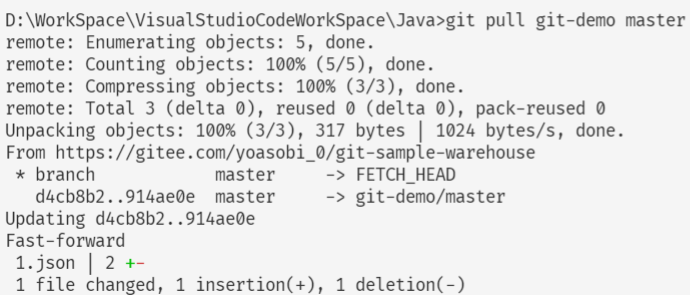 D:\WorkSpace\VisualStudioCodeWorkSpace\Java>git pull git-demo master
remote: Enumerating objects: 5, done.
remote: Counting objects: 100% (5/5), done.
remote: Compressing objects: 100% (3/3), done.
remote: Total 3 (delta 0), reused 0 (delta 0), pack-reused 0
Unpacking objects: 100% (3/3), 317 bytes | 1024 bytes/s, done.
From https://gitee.com/yoasobi_0/git-sample-warehouse
 * branch            master     -> FETCH_HEAD
   d4cb8b2..914ae0e  master     -> git-demo/master
Updating d4cb8b2..914ae0e
Fast-forward
 1.json | 2 +-
 1 file changed, 1 insertion(+), 1 deletion(-)